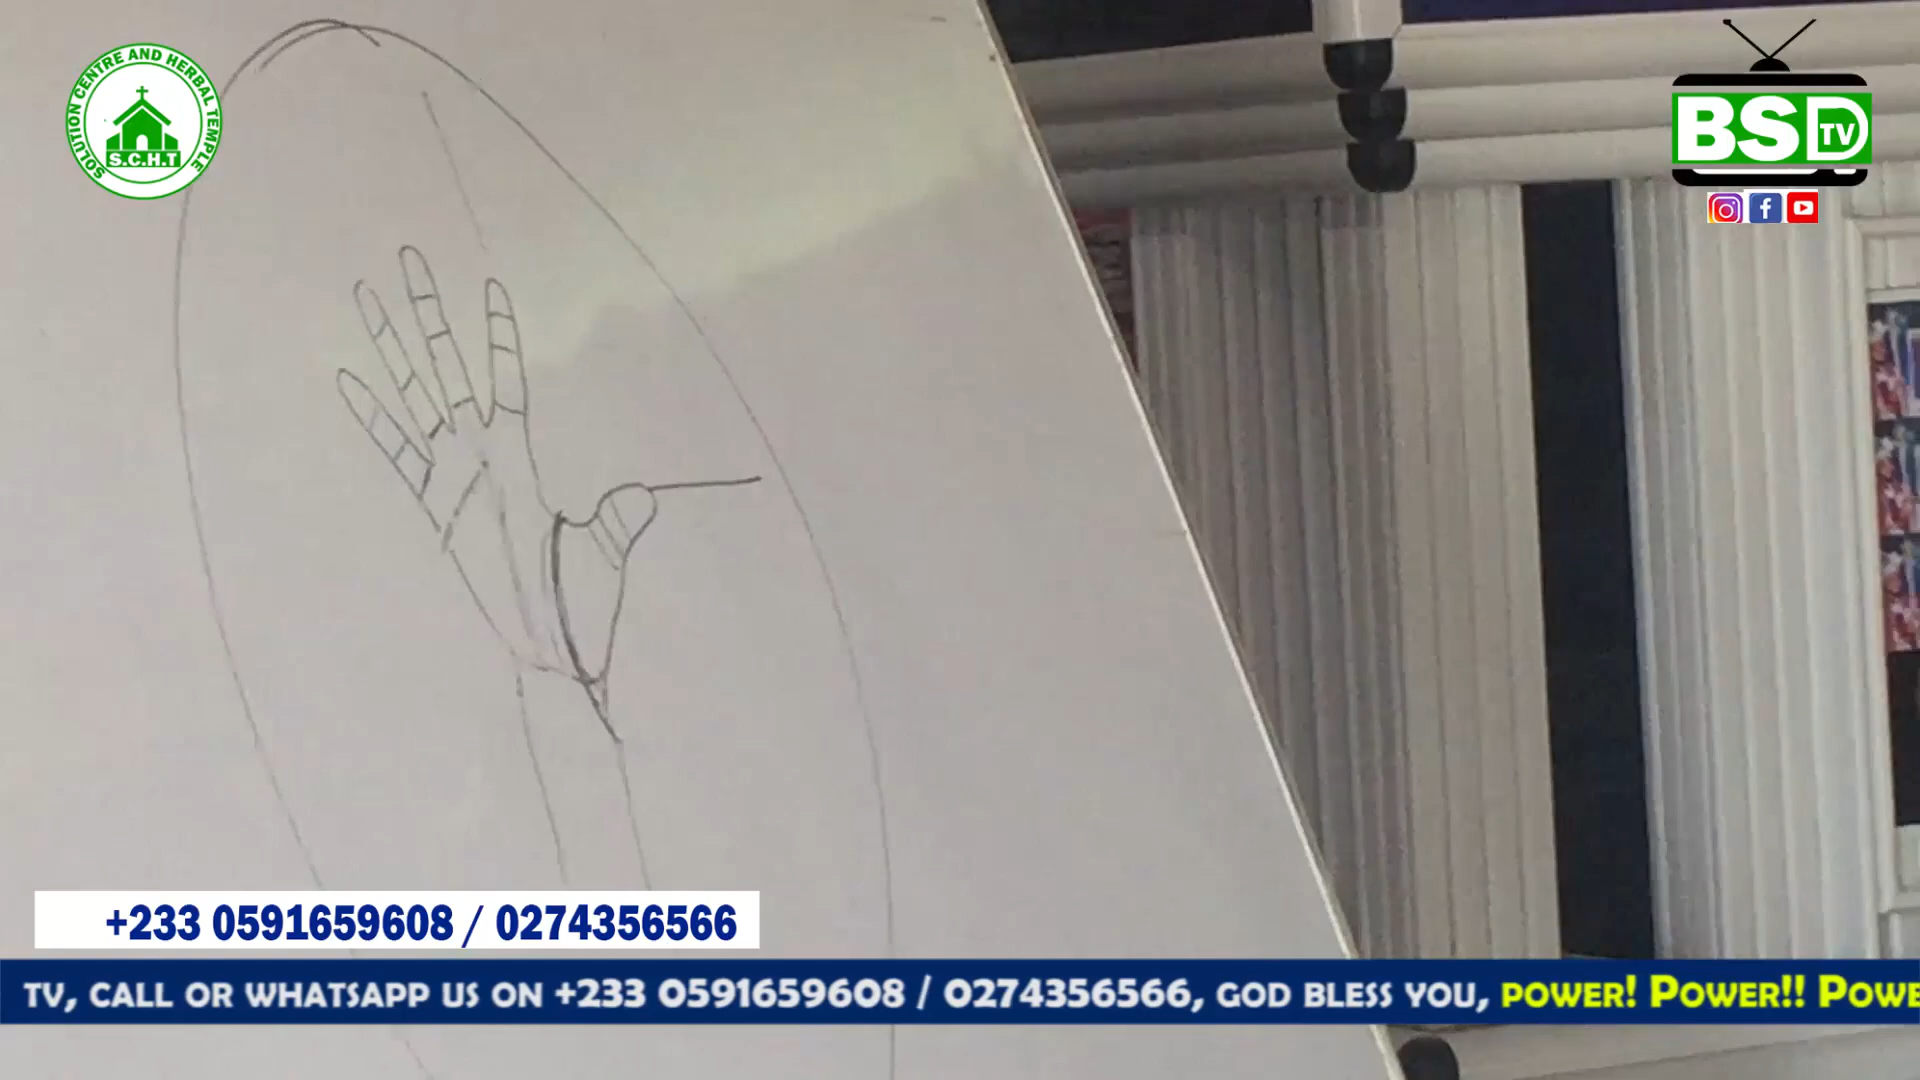 SOLUTION CENTRE AND HERBAL TEMPLE
S.C.H.T
BSD TV
+233 0591659608 / 0274356566
TV, CALL OR WHATSAPP US ON +233 0591659608 / 0274356566, GOD BLESS YOU, POWER! POWER!! POWE